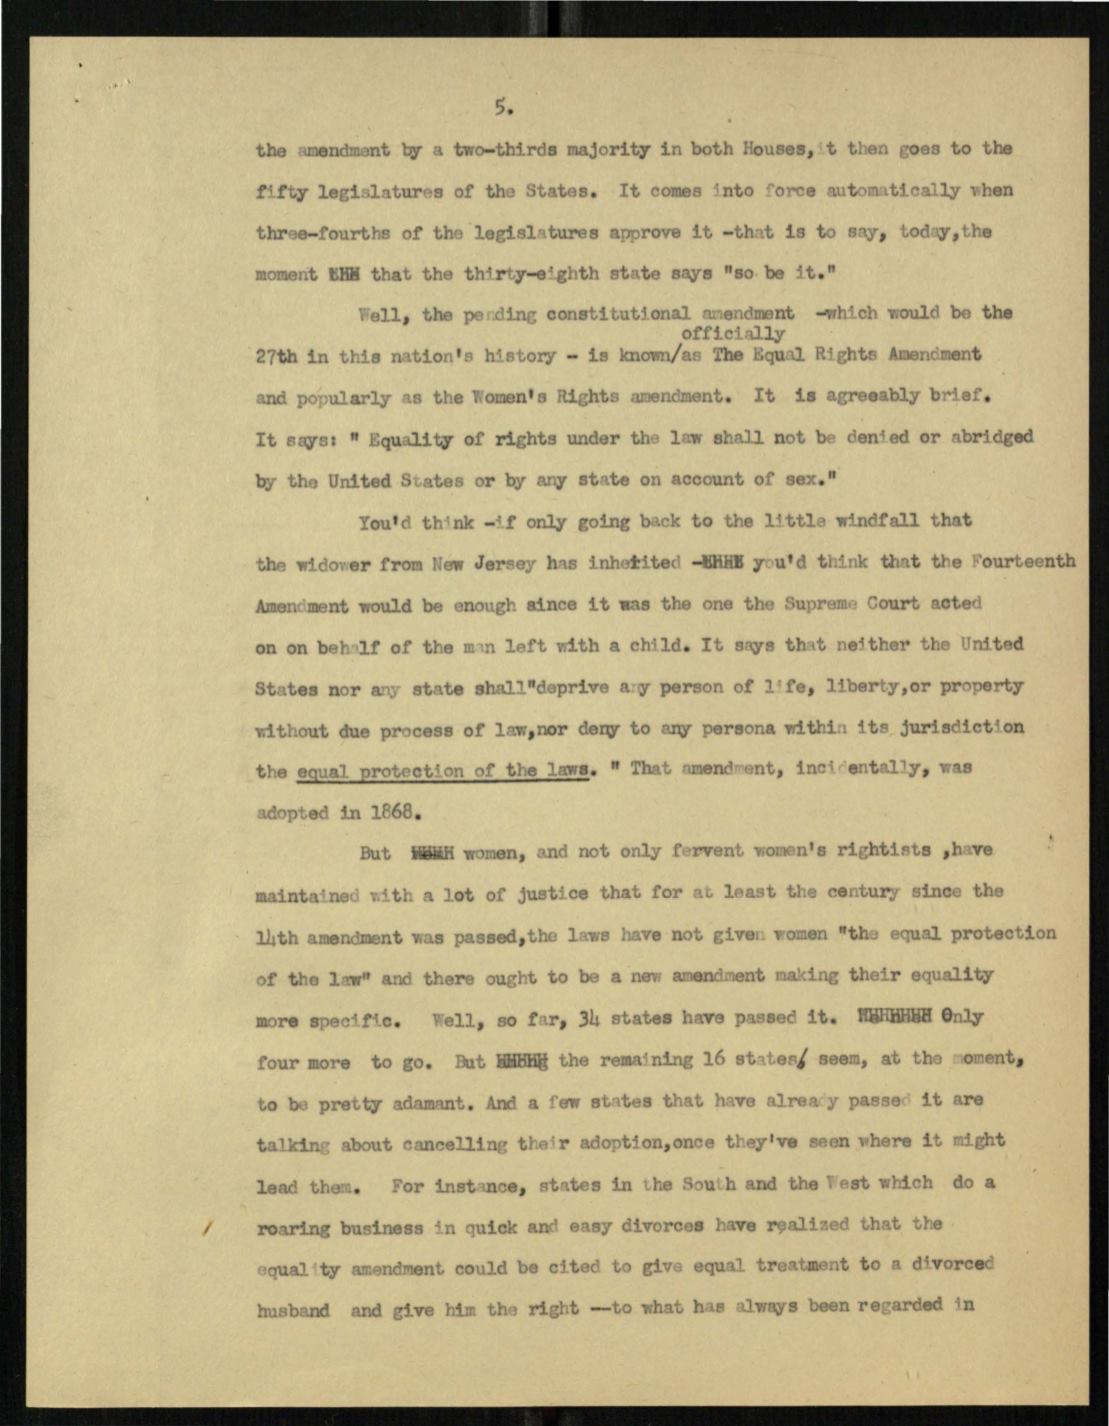 5.
the amendment by a two-thirds majority in both Houses, it then goes to the
fifty legislatures of the States. It comes into force automatically when
three-fourths of the legislatures approve it -that is to say, today,the
moment that the thirty-eighth state says "so be it."
Well, the pending constitutional amendment -which would be the
officially
27th in this nation's history - is known/as The Equal Rights Amendment
and popularly as the Women's Rights amendment. It is agreeably brief.
It says: " Equality of rights under the law shall not be denied or abridged
by the United States or by any state on account of sex."
You'd think -if only going back to the little windfall that
the widower from New Jersey has inherited - you'd think that the Fourteenth
Amendment would be enough since it was the one the Supreme Court acted
on on behalf of the man left with a child. It says that neither the United
States nor any state shall"deprive any person of life, liberty,or property
without due process of law,nor deny to any persona within its jurisdiction
the equal protection of the laws. " That amendment, incidentally, was
adopted in 1868.
But women, and not only fervent women's rightists ,have
maintained with a lot of justice that for at least the century since the
14th amendment was passed,the laws have not given women "the equal protection
of the law" and there ought to be a new amendment making their equality
more specific. Well, so far, 34 states have passed it. Only
four more to go. But the remaining 16 states/ seem, at the moment,
to be pretty adamant. And a few states that have already passed it are
talking about cancelling their adoption,once they've seen where it might
lead them. For instance, states in the South and the West which do a
roaring business in quick and easy divorces have realized that the
equality amendment could be cited to give equal treatment to a divorced
husband and give him the right --to what has always been regarded in